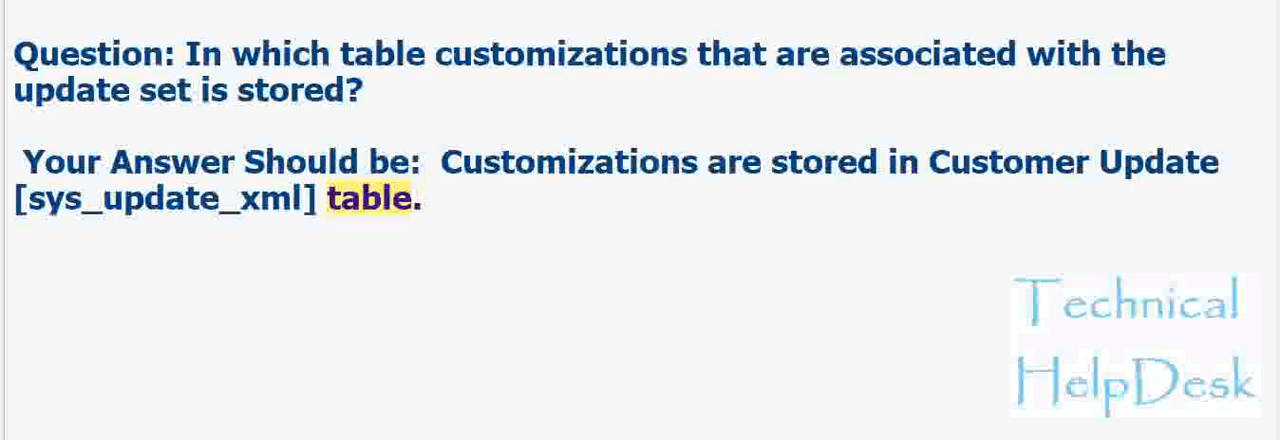 Question: In which table customizations that are associated with the
update set is stored?
Your Answer Should be:  Customizations are stored in Customer Update
[sys_update_xml] table.
Technical
HelpDesk